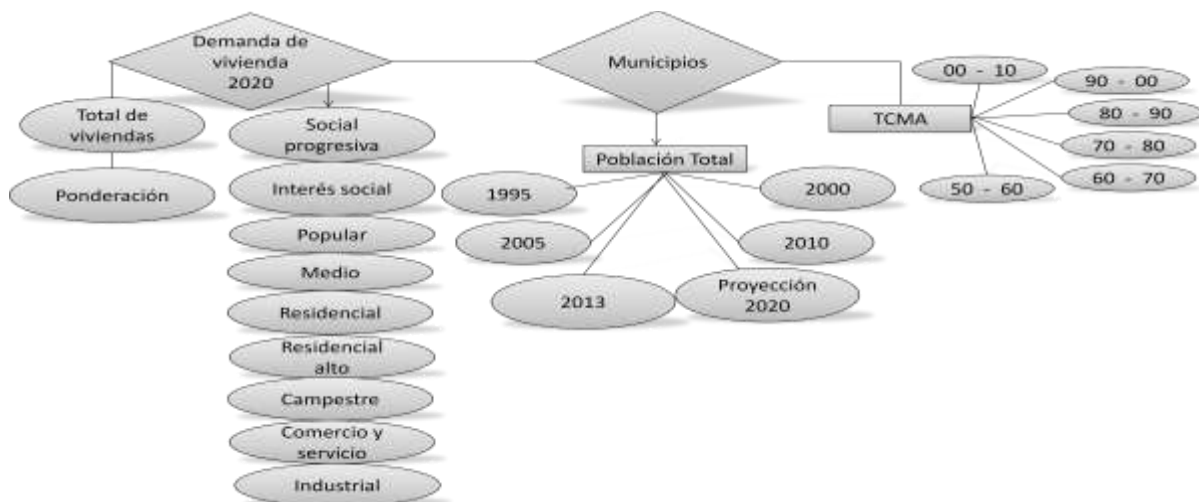 Demanda de
vivienda
2020
Municipios
00 - 10
90 - 00
80 - 90
70 - 80
60 - 70
50 - 60
TCMA
Total de
viviendas
Ponderación
Social
progresiva
Interés social
Popular
Medio
Residencial
Residencial
alto
Campestre
Comercio y
servicio
Industrial
Población Total
1995
2000
2005
2010
2013
Proyección
2020